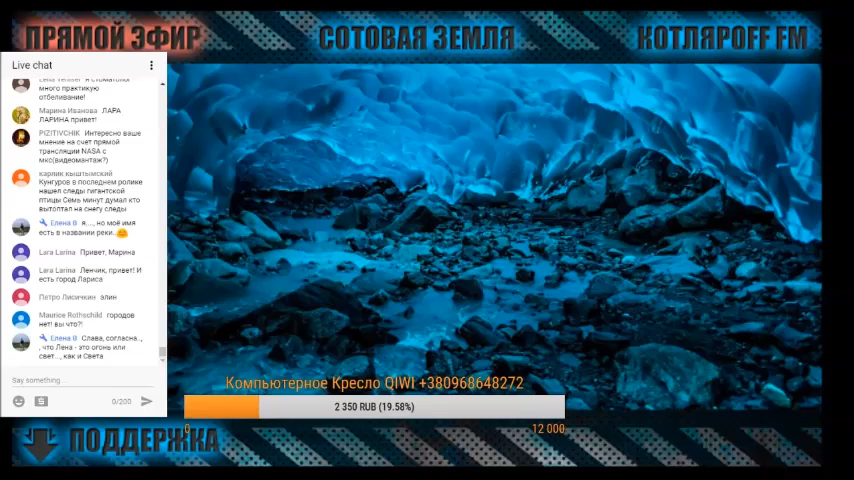 ПРЯМОЙ ЭФИР
СОТОВАЯ ЗЕМЛЯ
КОТЛЯРОFF FM
Live chat
много практикую
отбеливание!
Марина Иванова ЛАРА
ЛАРИНА привет!
PIZITIVCHIK Интересно ваше
мнение на счет прямой
трансляции NASA с
мкс(видеомантаж?)
карлик кыштымский
Кунгуров в последнем ролике
нашел следы гигантской
птицы Семь минут думал кто
вытоптал на снегу следы
Елена В я..., но моё имя
есть в названии реки..
Lara Larina Привет, Марина
Lara Larina Ленчик, привет! И
есть город Лариса
Петро Лисичкин элин
Maurice Rothschild городов
нет! вы что?!
Елена В Слава, согласна..,
, что Лена - это огонь или
свет..., как и Света
Say something...
0/200
Компьютерное Кресло QIWI +380968648272
2 350 RUB (19.58%)
0
12 000
ПОДДЕРЖКА